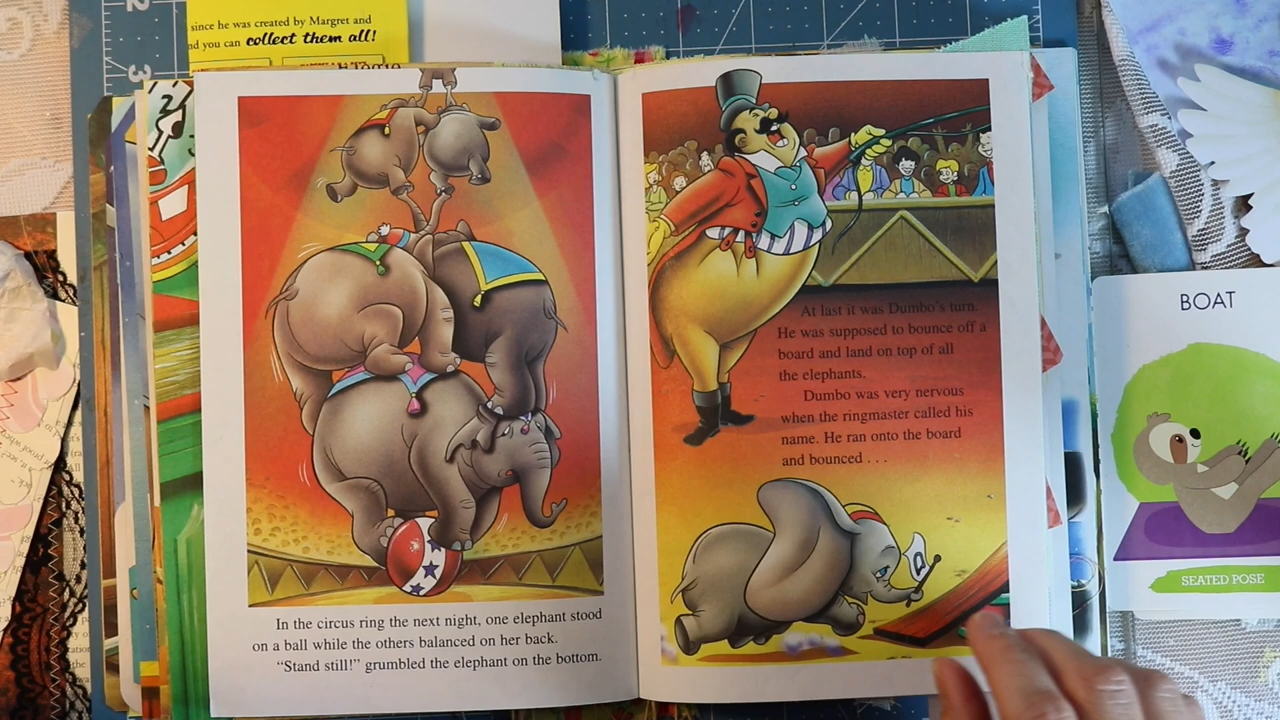 since he was created by Margret and
nd you can collect them all!
In the circus ring the next night, one elephant stood
on a ball while the others balanced on her back.
“Stand still!” grumbled the elephant on the bottom.
At last it was Dumbo’s turn.
He was supposed to bounce off a
board and land on top of all
the elephants.
Dumbo was very nervous
when the ringmaster called his
name. He ran onto the board
and bounced . . .
D
BOAT
SEATED POSE
2
3